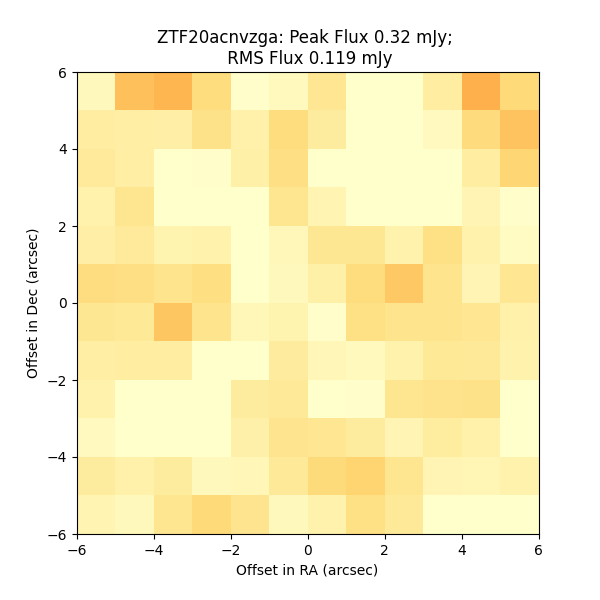 ZTF20acnvzga: Peak Flux 0.32 mJy;
RMS Flux 0.119 mJy
6
4
2
0
−2
−4
−6
Offset in Dec (arcsec)
−6 −4 −2 0 2 4 6
Offset in RA (arcsec)